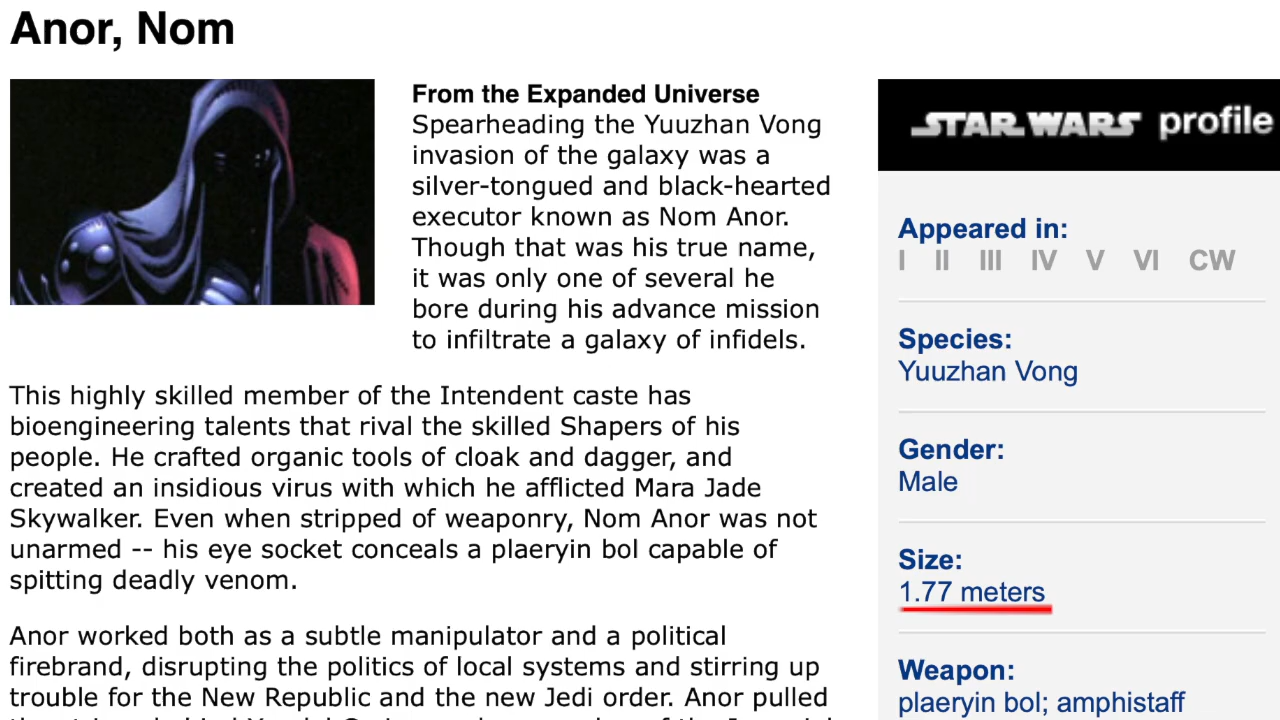 Anor, Nom
From the Expanded Universe
Spearheading the Yuuzhan Vong
invasion of the galaxy was a
silver-tongued and black-hearted
executor known as Nom Anor.
Though that was his true name,
it was only one of several he
bore during his advance mission
to infiltrate a galaxy of infidels.
This highly skilled member of the Intendent caste has
bioengineering talents that rival the skilled Shapers of his
people. He crafted organic tools of cloak and dagger, and
created an insidious virus with which he afflicted Mara Jade
Skywalker. Even when stripped of weaponry, Nom Anor was not
unarmed -- his eye socket conceals a plaeryin bol capable of
spitting deadly venom.
Anor worked both as a subtle manipulator and a political
firebrand, disrupting the politics of local systems and stirring up
trouble for the New Republic and the new Jedi order. Anor pulled
STAR WARS profile
Appeared in:
I II III IV V VI CW
Species:
Yuuzhan Vong
Gender:
Male
Size:
1.77 meters
Weapon:
plaeryin bol; amphistaff